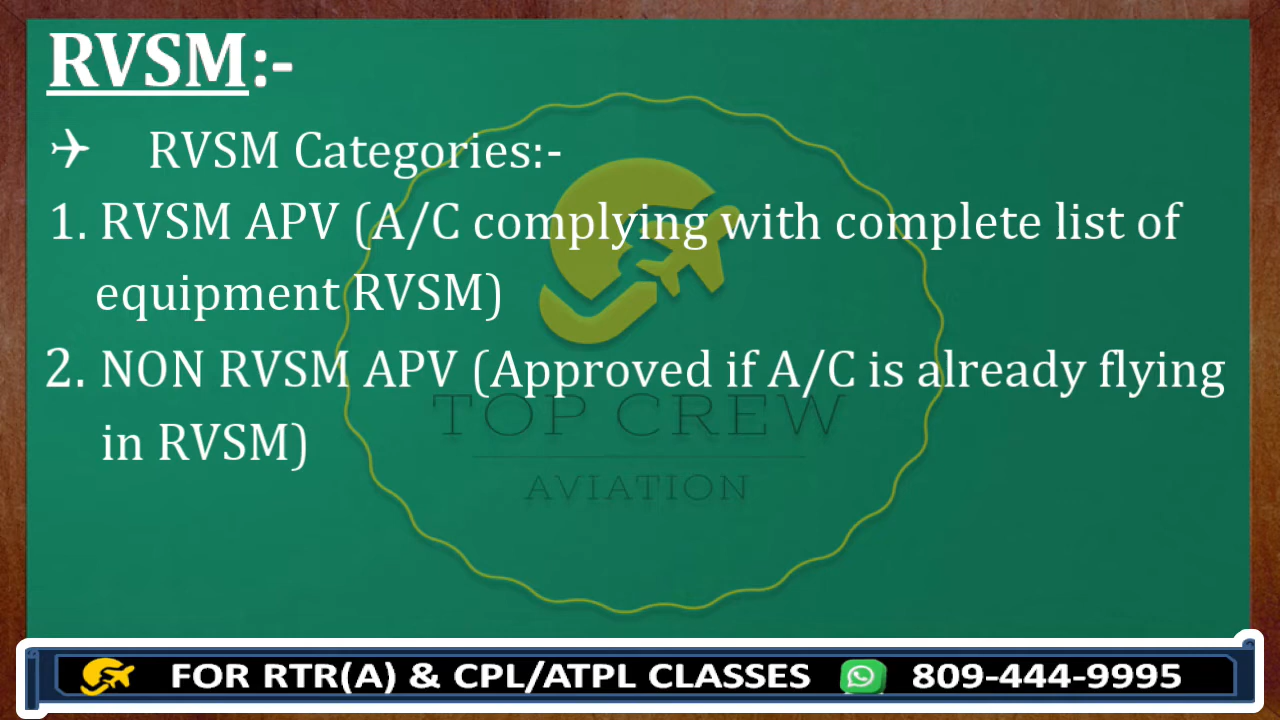 RVSM:-
✈ RVSM Categories:-
1. RVSM APV (A/C complying with complete list of
equipment RVSM)
2. NON RVSM APV (Approved if A/C is already flying
in RVSM)
TOP CREW
AVIATION
FOR RTR(A) & CPL/ATPL CLASSES 809-444-9995